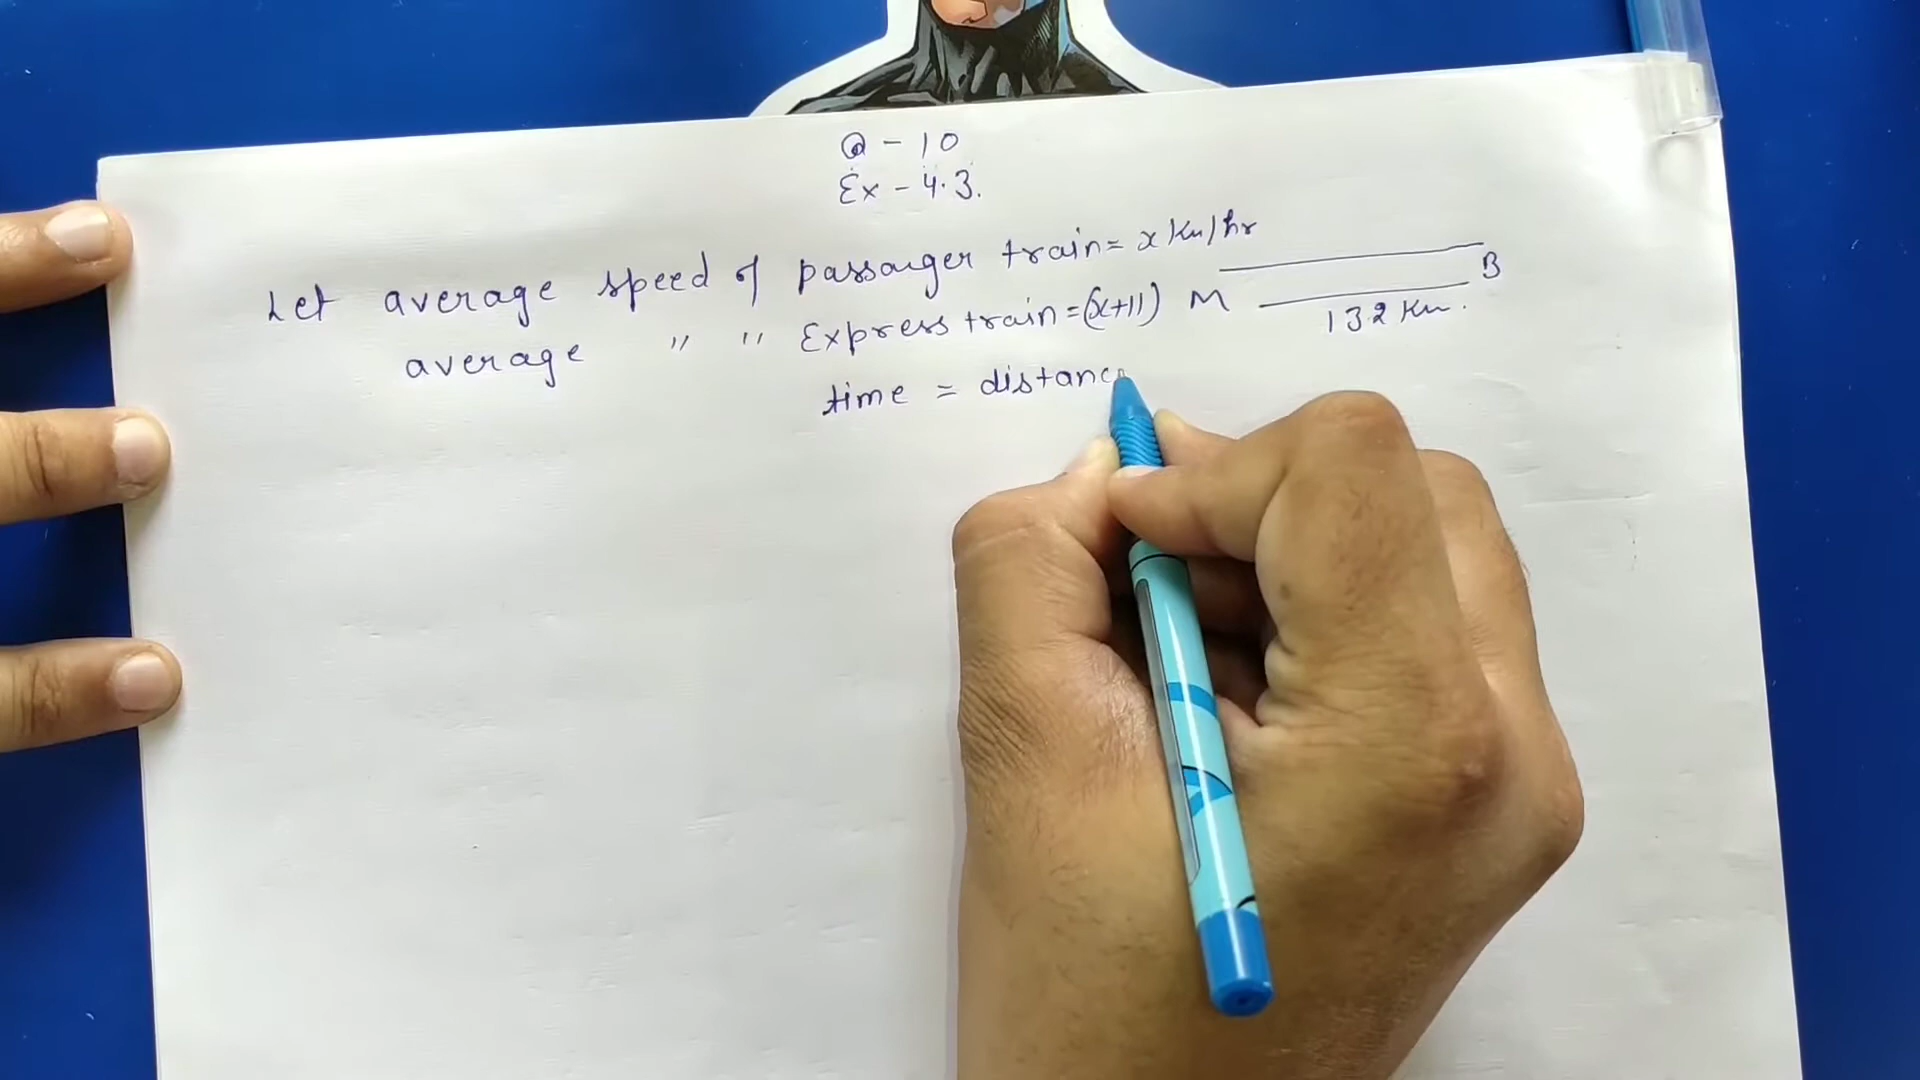 Q - 10
Ex - 4.3.
Let average speed of passanger train = x Km/hr
average " " Express train = (x+11) M B
132 Km.
time = distanc